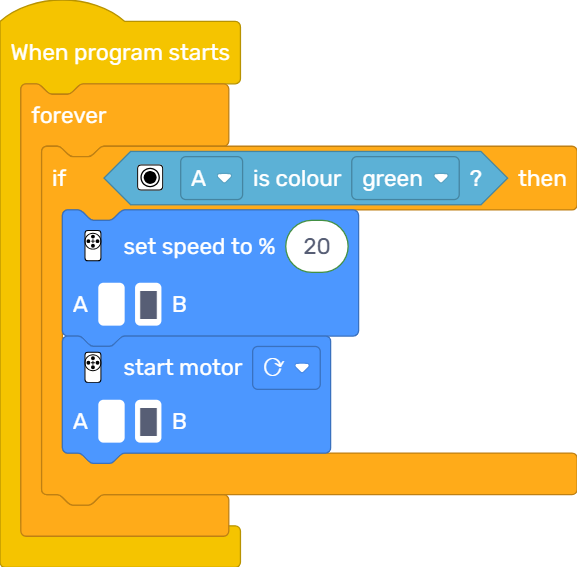 When program starts
forever
if A is colour green ? then
set speed to % 20
A B
start motor
A B